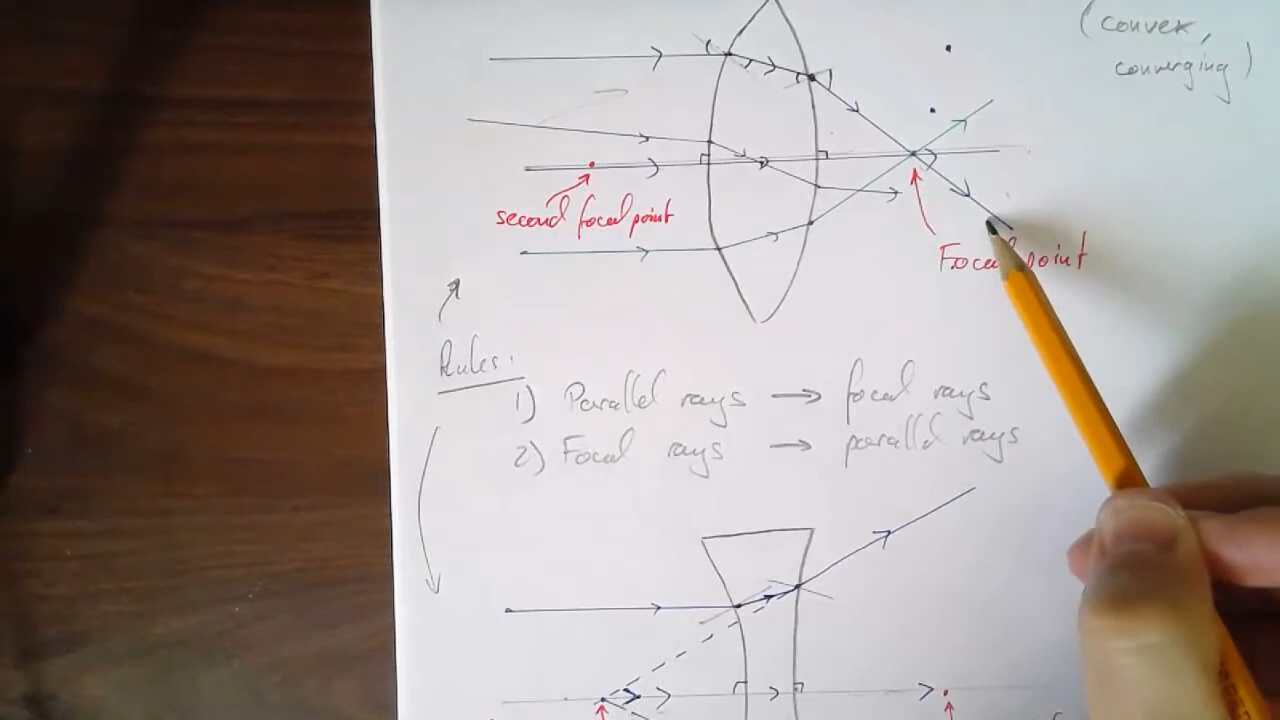 (convex,
converging)
second focal point
Focal point
Rules:
1) Parallel rays → focal rays
2) Focal rays → parallel rays